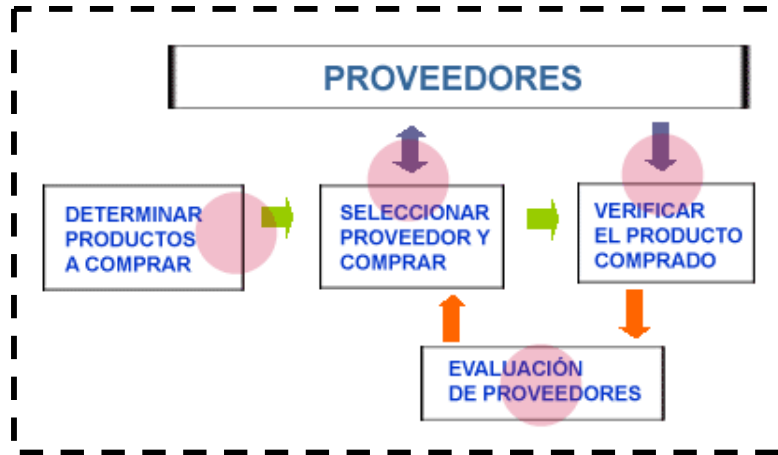 PROVEEDORES
DETERMINAR
PRODUCTOS
A COMPRAR
SELECCIONAR
PROVEEDOR Y
COMPRAR
VERIFICAR
EL PRODUCTO
COMPRADO
EVALUACIÓN
DE PROVEEDORES